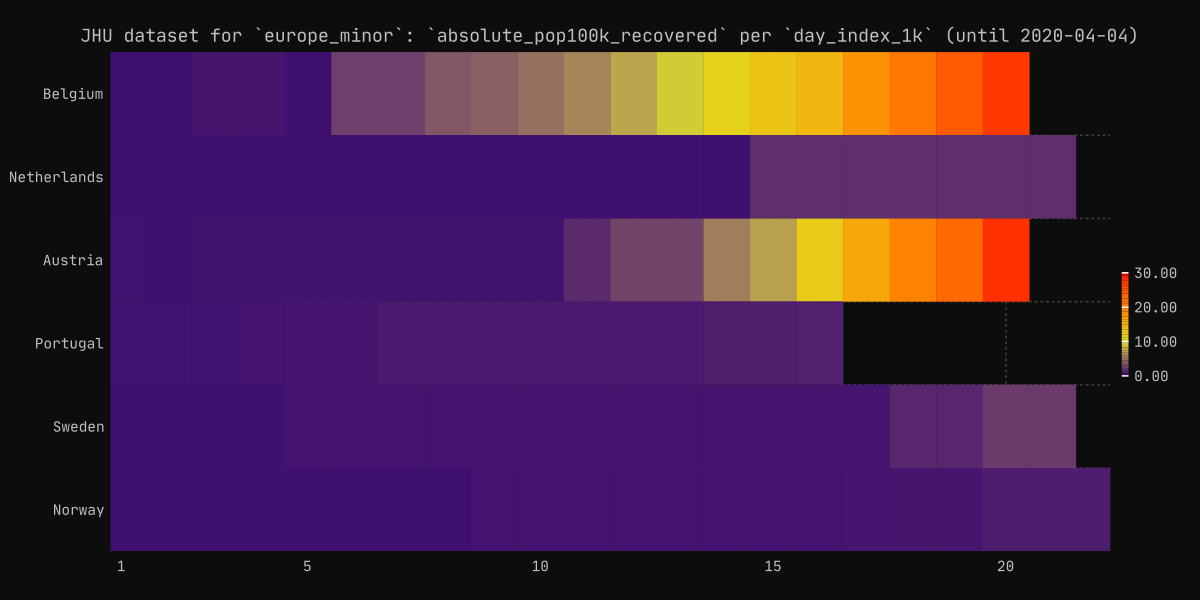 JHU dataset for `europe_minor`: `absolute_pop100k_recovered` per `day_index_1k` (until 2020-04-04)
Belgium
Netherlands
Austria
Portugal
Sweden
Norway
30.00
20.00
10.00
0.00
1 5 10 15 20